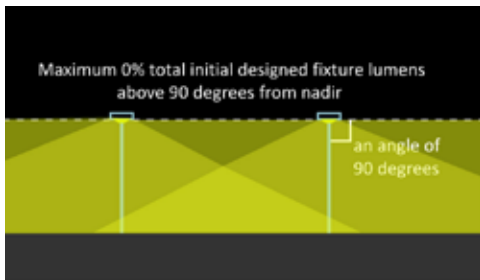 Maximum 0% total initial designed fixture lumens
above 90 degrees from nadir
an angle of
90 degrees